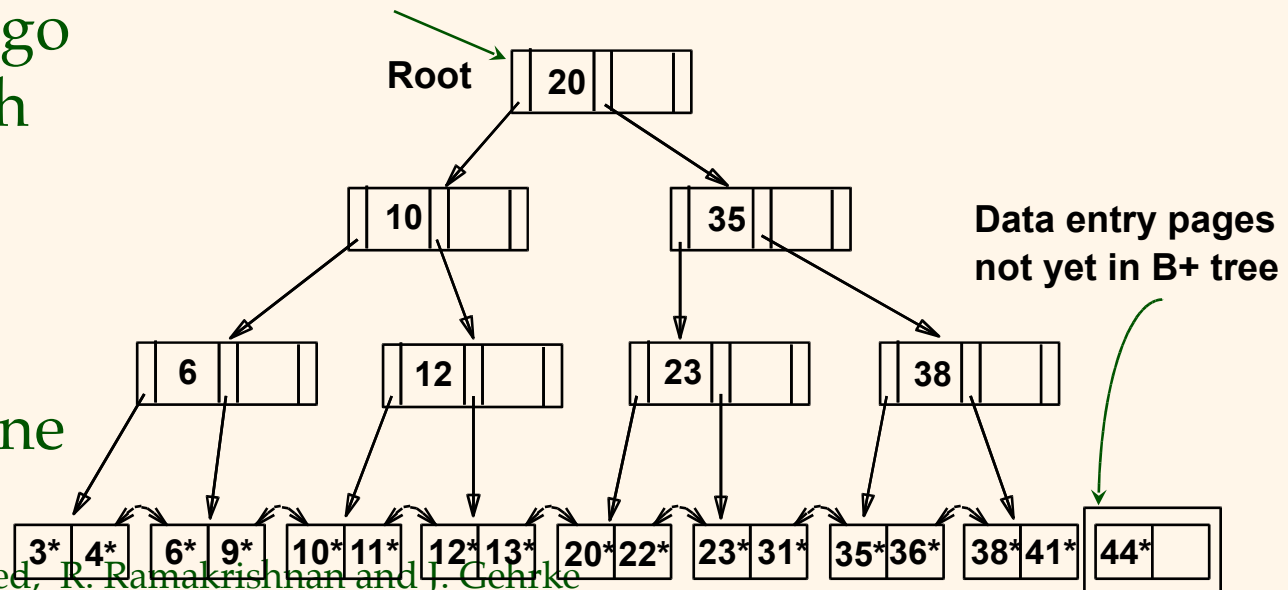 go
h
Root
20
10
35
Data entry pages
not yet in B+ tree
6
12
23
38
ne
3* 4* 6* 9* 10* 11* 12* 13* 20* 22* 23* 31* 35* 36* 38* 41* 44*
ed, R. Ramakrishnan and J. Gehrke